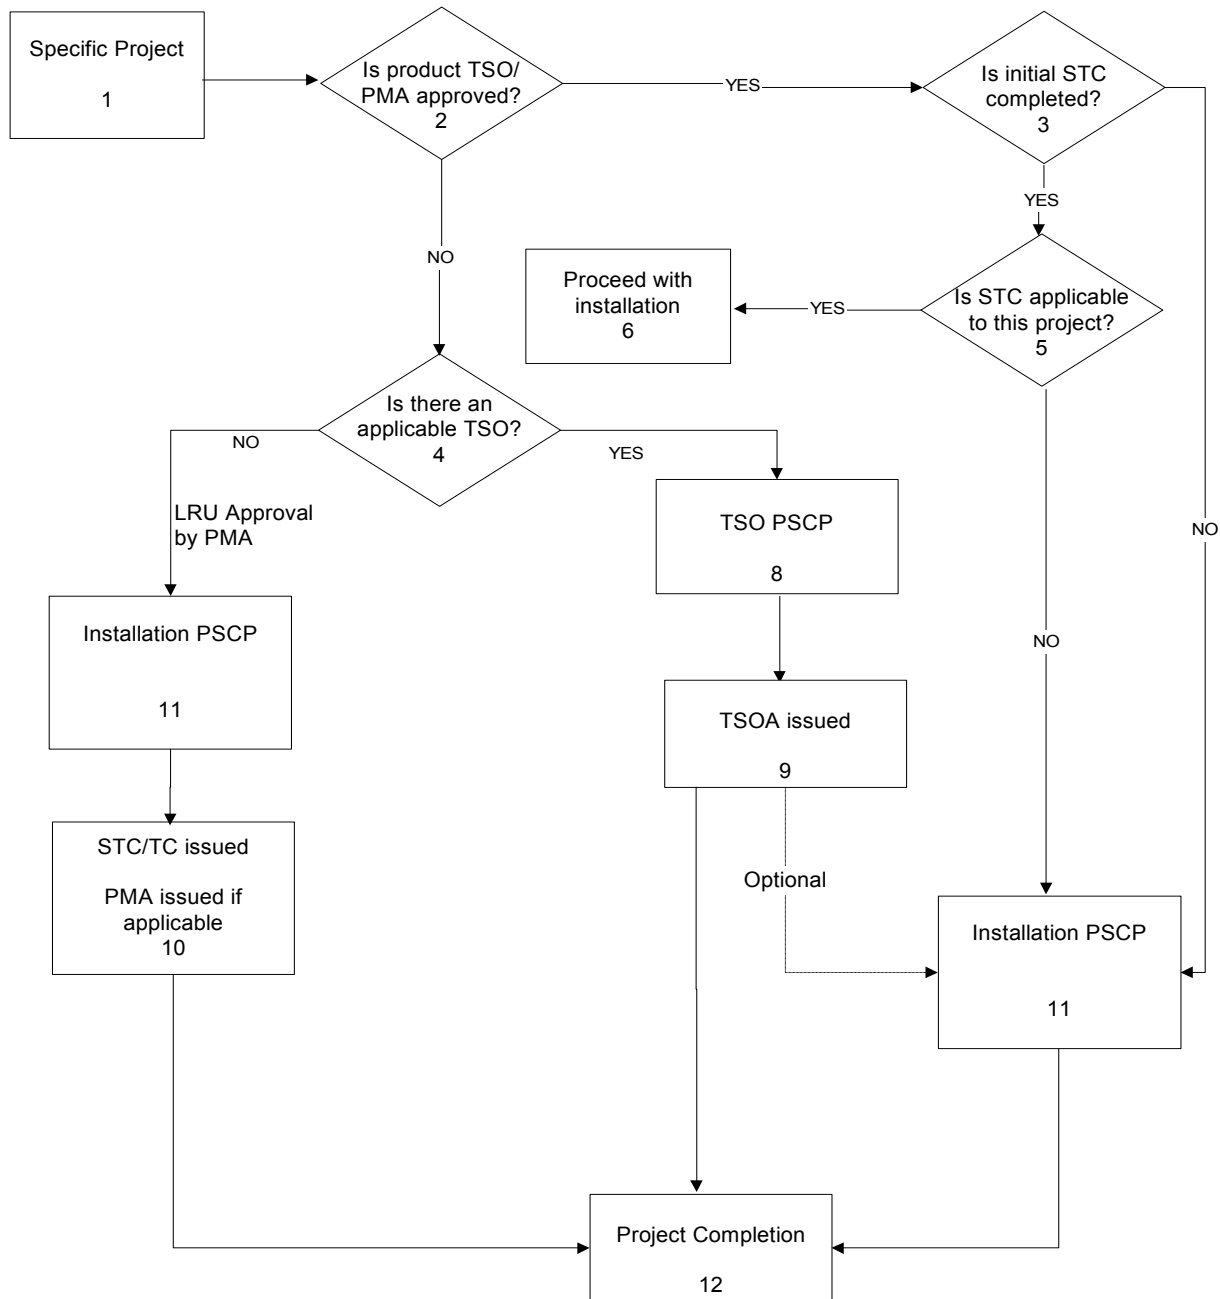 Specific Project
1
Is product TSO/
PMA approved?
2
YES
Is initial STC
completed?
3
YES
NO
Proceed with
installation
6
YES
Is STC applicable
to this project?
5
Is there an
applicable TSO?
4
NO
YES
LRU Approval
by PMA
TSO PSCP
8
NO
Installation PSCP
11
NO
TSOA issued
9
STC/TC issued
PMA issued if
applicable
10
Optional
Installation PSCP
11
Project Completion
12